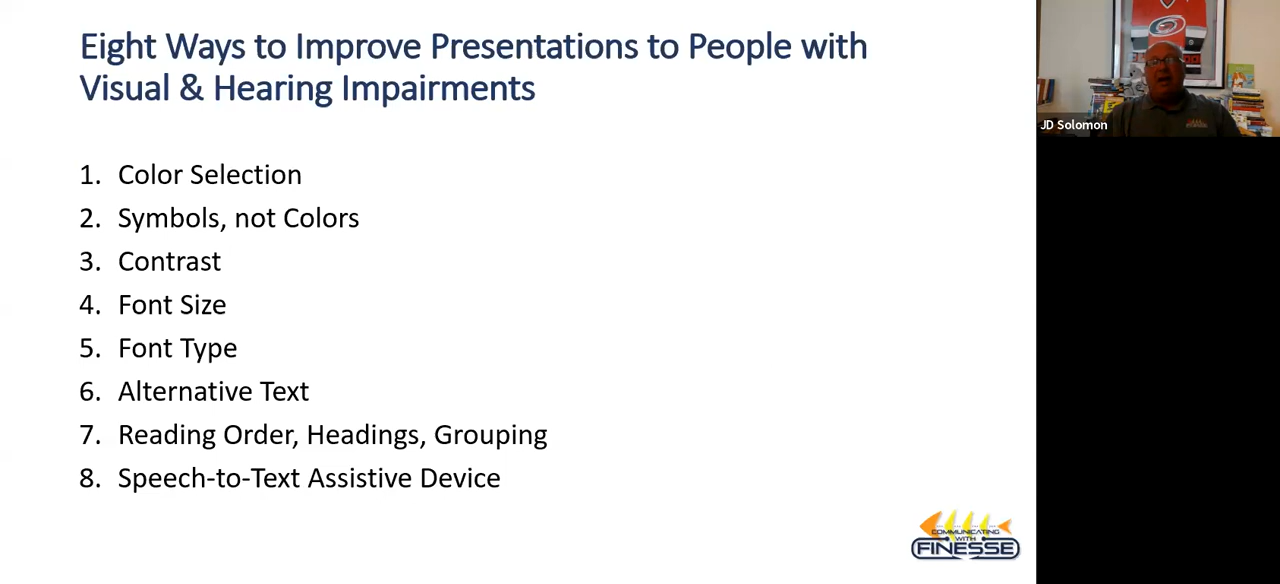 Eight Ways to Improve Presentations to People with
Visual & Hearing Impairments
1. Color Selection
2. Symbols, not Colors
3. Contrast
4. Font Size
5. Font Type
6. Alternative Text
7. Reading Order, Headings, Grouping
8. Speech-to-Text Assistive Device
JD Solomon
COMMUNICATING
WITH
FINESSE